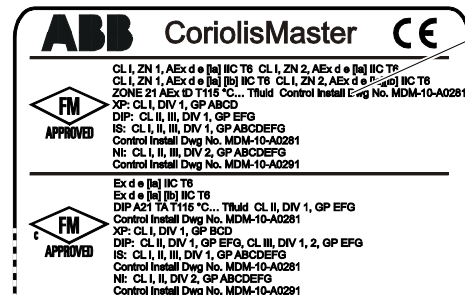 ABB CoriolisMaster CE
CL I, ZN 1, AEx d e [ia] IIC T6 CL I, ZN 2, AEx d e [ia] IIC T6
CL I, ZN 1, AEx d e [ia] [ib] IIC T6 CL I, ZN 2, AEx d e [ia][ib] IIC T6
ZONE 21 AEx tD T115 °C... Tfluid Control Install Dwg No. MDM-10-A0281
XP: CL I, DIV 1, GP ABCD
DIP: CL II, III, DIV 1, GP EFG
IS: CL I, II, III, DIV 1, GP ABCDEFG
Control Install Dwg No. MDM-10-A0281
NI: CL I, II, DIV 2, GP ABCDEFG
Control Install Dwg No. MDM-10-A0291
FM
APPROVED
Ex d e [ia] IIC T6
Ex d e [ia] [ib] IIC T6
DIP A21 TA T115 °C... Tfluid CL II, DIV 1, GP EFG
Control Install Dwg No. MDM-10-A0281
XP: CL I, DIV 1, GP BCD
DIP: CL II, DIV 1, GP EFG, CL III, DIV 1, 2, GP EFG
IS: CL I, II, III, DIV 1, GP ABCDEFG
Control Install Dwg No. MDM-10-A0281
NI: CL I, II, DIV 2, GP ABCDEFG
Control Install Dwg No. MDM-10-A0291
FM
c
APPROVED